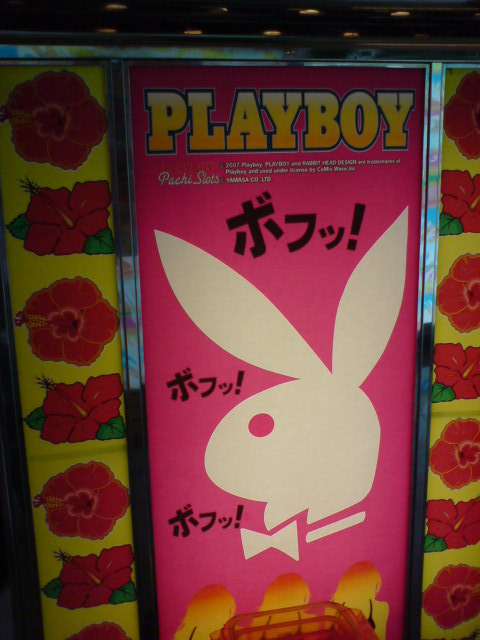 PLAYBOY
©2007 Playboy. PLAYBOY and RABBIT HEAD DESIGN are trademarks of
Playboy and used under license by CoMix Wave Inc
Pachi Slots YAMASA CO.,LTD
ボフッ!
ボフッ!
ボフッ!